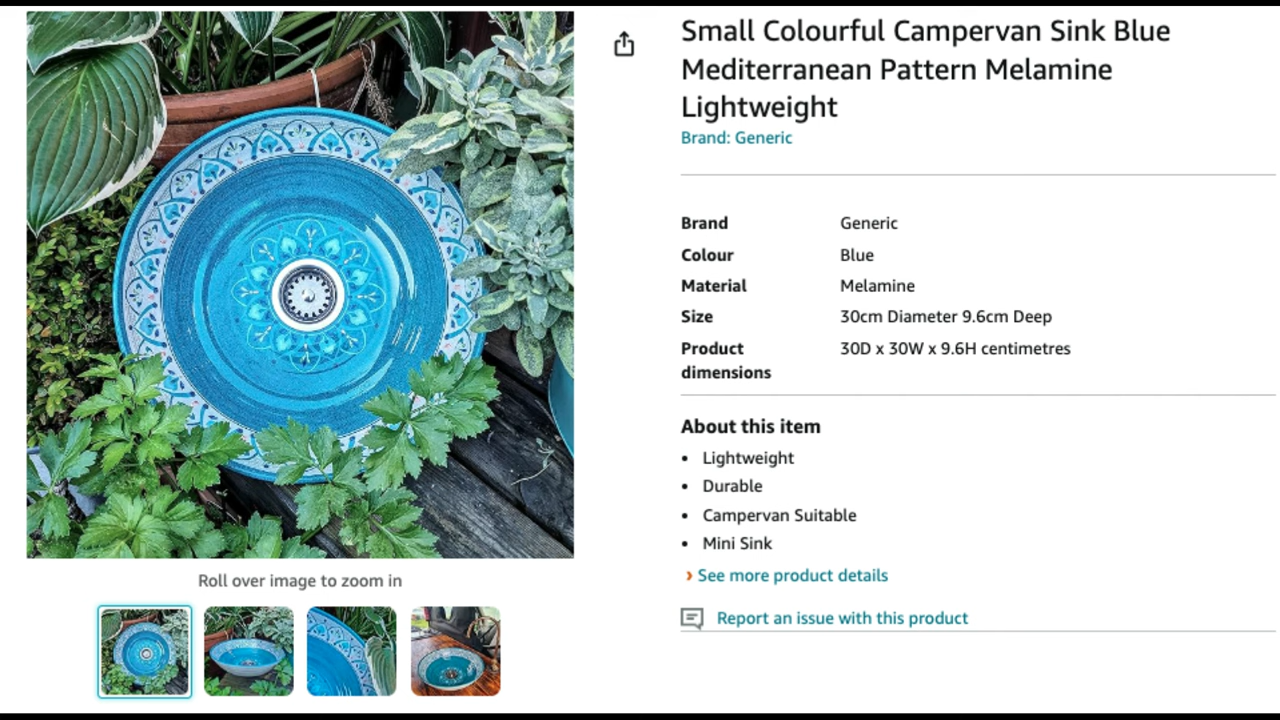 Small Colourful Campervan Sink Blue
Mediterranean Pattern Melamine
Lightweight
Brand: Generic
Brand Generic
Colour Blue
Material Melamine
Size 30cm Diameter 9.6cm Deep
Product 30D x 30W x 9.6H centimetres
dimensions
About this item
• Lightweight
• Durable
• Campervan Suitable
• Mini Sink
› See more product details
Report an issue with this product
Roll over image to zoom in